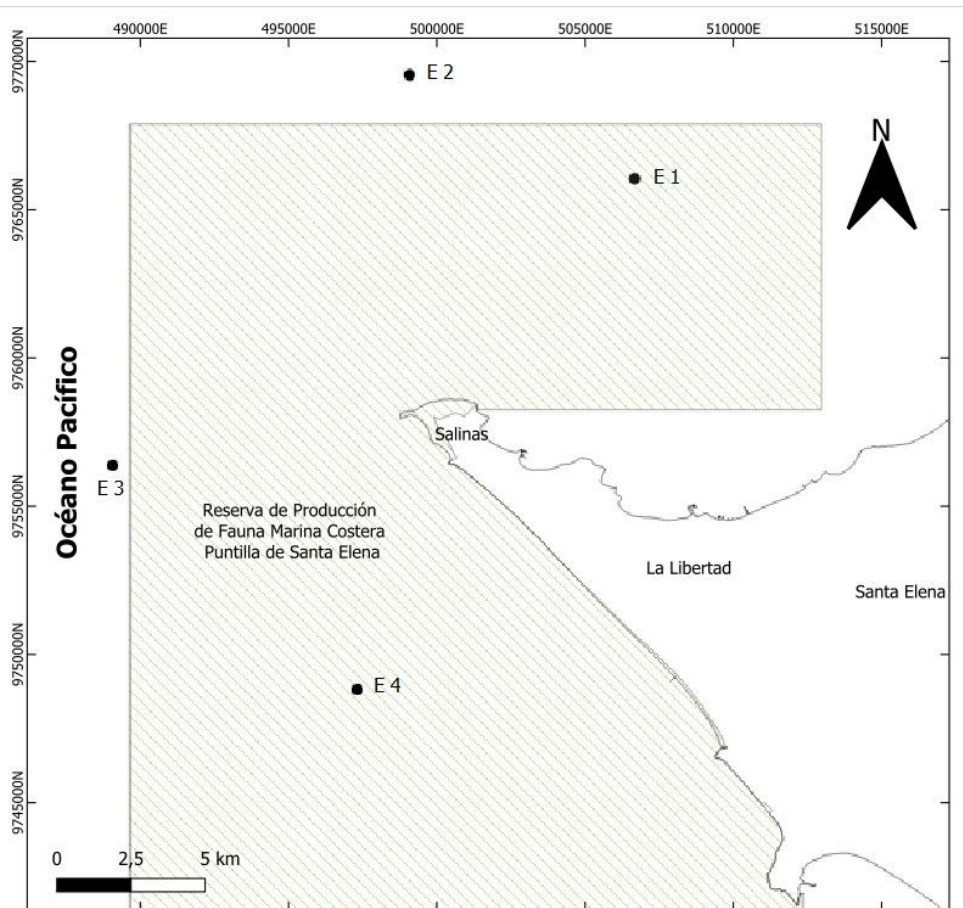 490000E 495000E 500000E 505000E 510000E 515000E
9770000N
E 2
N
E 1
9765000N
9760000N
Océano Pacífico
Salinas
E 3
9755000N
Reserva de Producción
de Fauna Marina Costera
Puntilla de Santa Elena
La Libertad
Santa Elena
9750000N
E 4
9745000N
0 2,5 5 km